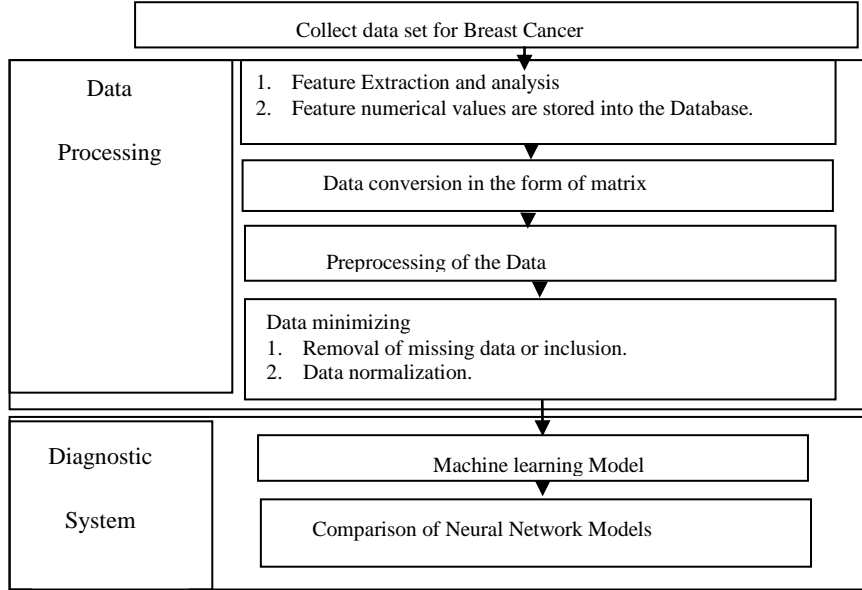 Collect data set for Breast Cancer
Data
Processing
1. Feature Extraction and analysis
2. Feature numerical values are stored into the Database.
Data conversion in the form of matrix
Preprocessing of the Data
Data minimizing
1. Removal of missing data or inclusion.
2. Data normalization.
Diagnostic
System
Machine learning Model
Comparison of Neural Network Models